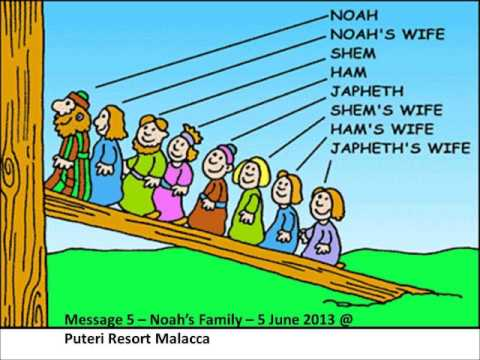 NOAH
NOAH'S WIFE
SHEM
HAM
JAPHETH
SHEM'S WIFE
HAM'S WIFE
JAPHETH'S WIFE
Message 5 – Noah's Family – 5 June 2013 @
Puteri Resort Malacca